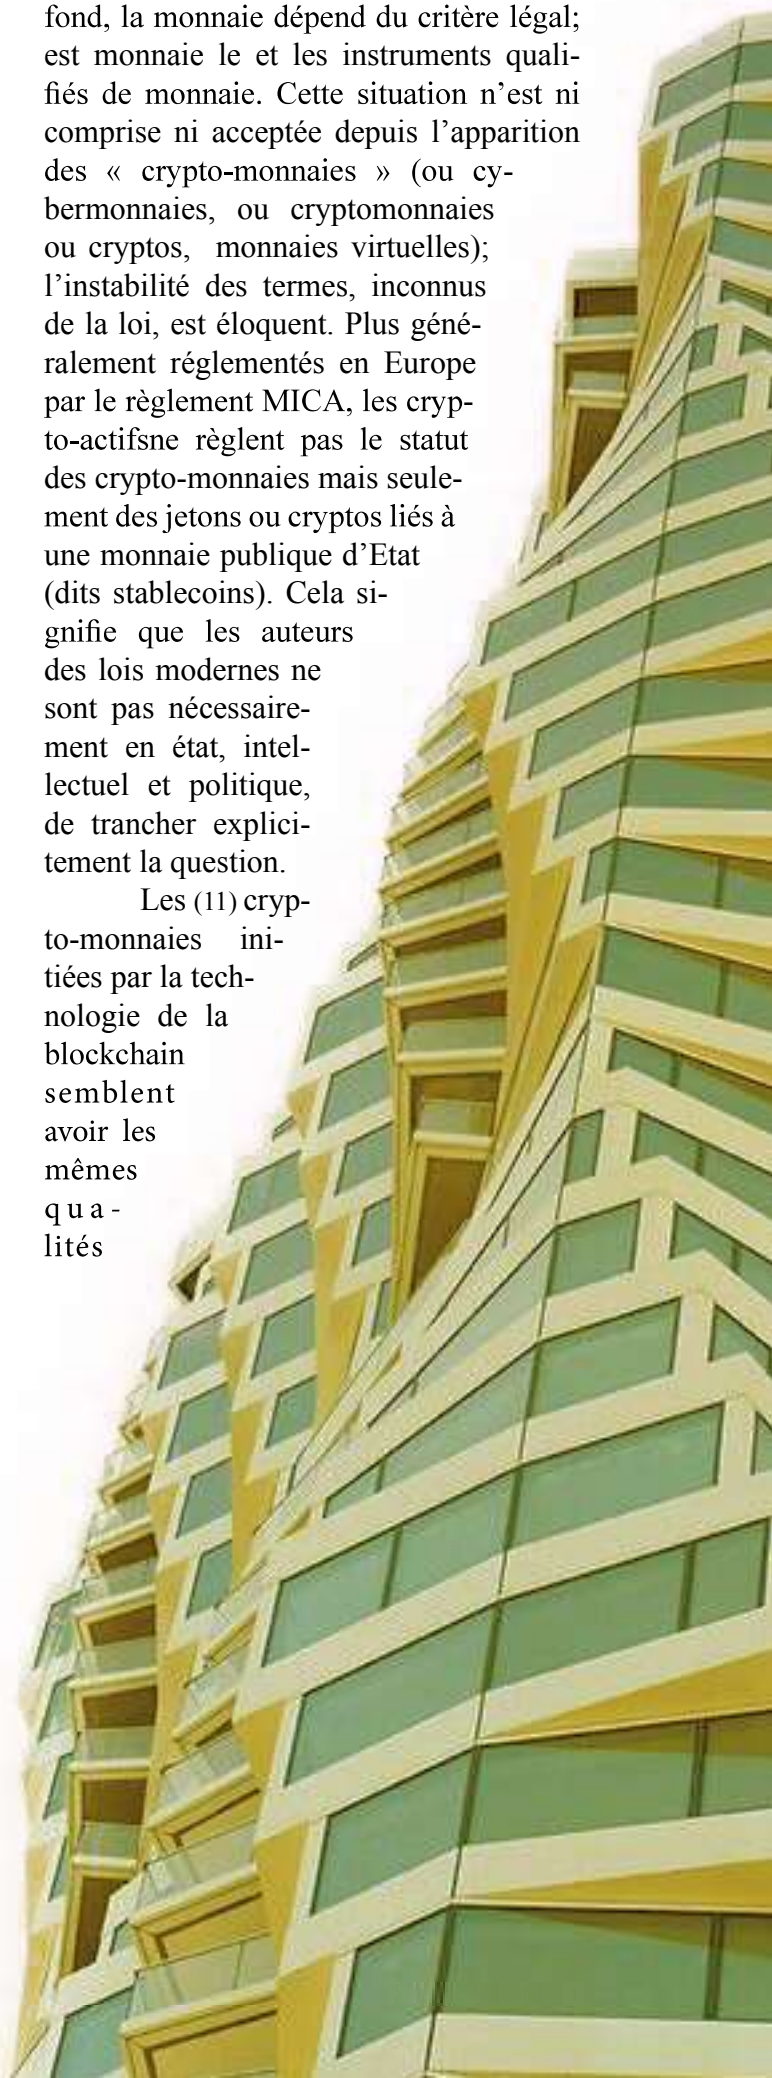 fond, la monnaie dépend du critère légal;
est monnaie le et les instruments quali-
fiés de monnaie. Cette situation n’est ni
comprise ni acceptée depuis l’apparition
des « crypto-monnaies » (ou cy-
bermonnaies, ou cryptomonnaies
ou cryptos, monnaies virtuelles);
l’instabilité des termes, inconnus
de la loi, est éloquent. Plus géné-
ralement réglementés en Europe
par le règlement MICA, les cryp-
to-actifsne règlent pas le statut
des crypto-monnaies mais seule-
ment des jetons ou cryptos liés à
une monnaie publique d’Etat
(dits stablecoins). Cela si-
gnifie que les auteurs
des lois modernes ne
sont pas nécessaire-
ment en état, intel-
lectuel et politique,
de trancher explici-
tement la question.
Les (11) cryp-
to-monnaies ini-
tiées par la tech-
nologie de la
blockchain
semblent
avoir les
mêmes
qua-
lités